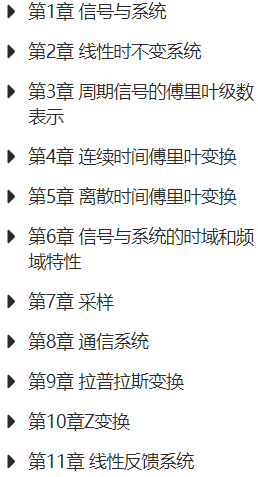 第1章 信号与系统
第2章 线性时不变系统
第3章 周期信号的傅里叶级数
表示
第4章 连续时间傅里叶变换
第5章 离散时间傅里叶变换
第6章 信号与系统的时域和频
域特性
第7章 采样
第8章 通信系统
第9章 拉普拉斯变换
第10章Z变换
第11章 线性反馈系统